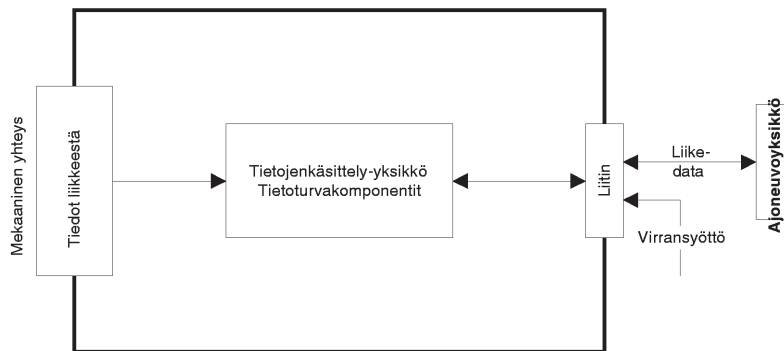 Mekaaninen yhteys
Tiedot liikkeestä
Tietojenkäsittely-yksikkö
Tietoturvakomponentit
Liitin
Liike-
data
Virransyöttö
Ajoneuvoyksikkö